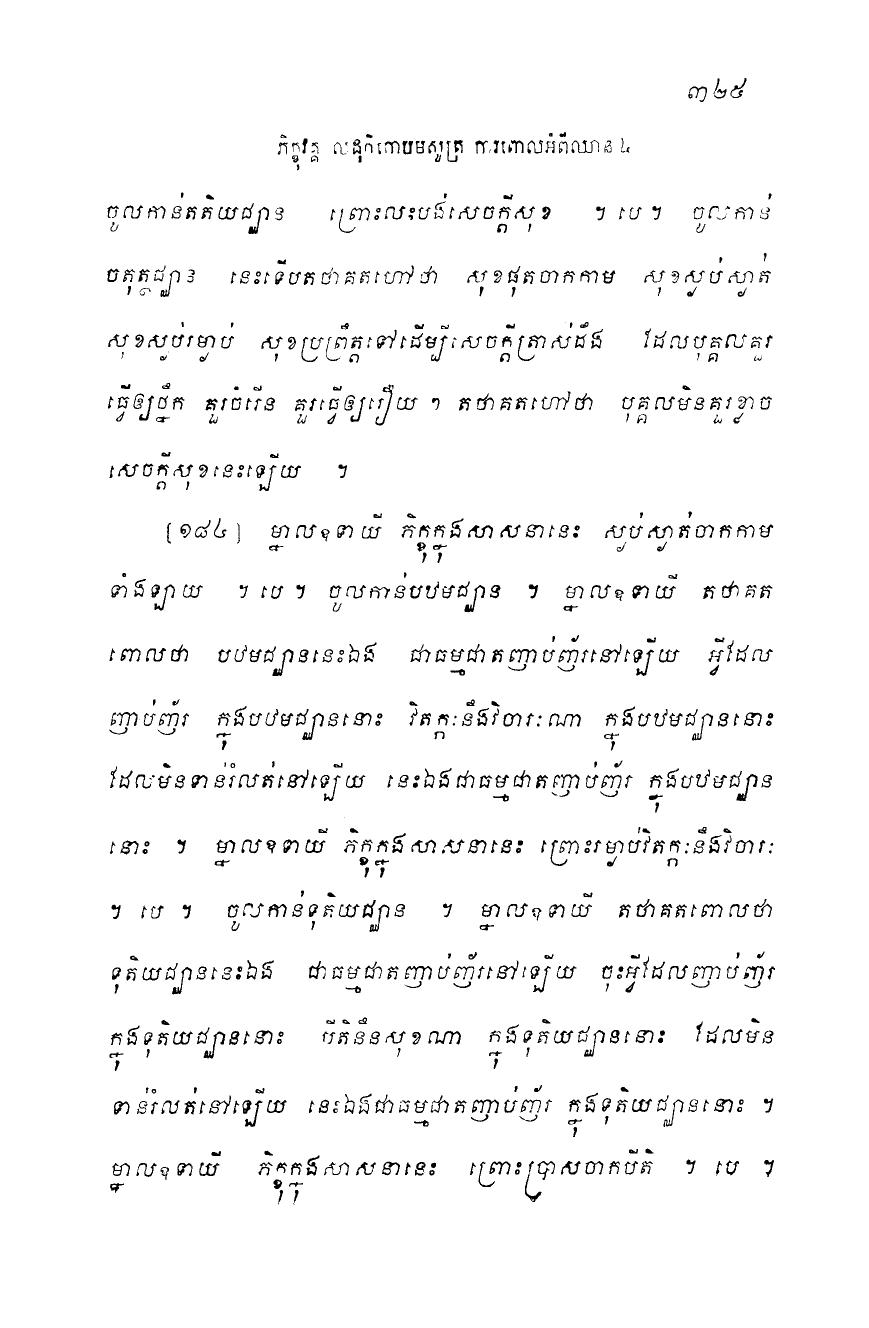 ៣២៥
ភិក្ខុវគ្គ លដុកិកោបមសូត្រ ការពោលអំពីឈាន ៤
ចូលកាន់តតិយជ្ឈាន ព្រោះលះបង់សេចក្តីសុខ ។ បេ ។ ចូលកាន់
ចតុត្ថជ្ឈាន នេះទើបតថាគតហៅថា សុខផុតចាកកាម សុខស្ងប់ស្ងាត់
សុខស្ងប់រម្ងាប់ សុខប្រព្រឹត្តទៅដើម្បីសេចក្តីត្រាស់ដឹង ដែលបុគ្គលគួរ
ធ្វើឲ្យថ្នឹក គួរចំរើន គួរធ្វើឲ្យរឿយ ៗ តថាគតហៅថា បុគ្គលមិនគួរខ្លាច
សេចក្តីសុខនេះឡើយ ។
[១៨៤] ម្នាលឧទាយី ភិក្ខុក្នុងសាសនានេះ ស្ងប់ស្ងាត់ចាកកាម
ទាំងឡាយ ។ បេ ។ ចូលកាន់បឋមជ្ឈាន ។ ម្នាលឧទាយី តថាគត
ពោលថា បឋមជ្ឈាននេះឯង ជាធម្មជាតញាប់ញ័រនៅឡើយ អ្វីដែល
ញាប់ញ័រ ក្នុងបឋមជ្ឈាននោះ វិតក្កៈនឹងវិចារៈណា ក្នុងបឋមជ្ឈាននោះ
ដែលមិនទាន់រំលត់នៅឡើយ នេះឯងជាធម្មជាតញាប់ញ័រ ក្នុងបឋមជ្ឈាន
នោះ ។ ម្នាលឧទាយី ភិក្ខុក្នុងសាសនានេះ ព្រោះរម្ងាប់វិតក្កៈនឹងវិចារៈ
។ បេ ។ ចូលកាន់ទុតិយជ្ឈាន ។ ម្នាលឧទាយី តថាគតពោលថា
ទុតិយជ្ឈាននេះឯង ជាធម្មជាតញាប់ញ័រនៅឡើយ ចុះអ្វីដែលញាប់ញ័រ
ក្នុងទុតិយជ្ឈាននោះ បីតិនឹងសុខណា ក្នុងទុតិយជ្ឈាននោះ ដែលមិន
ទាន់រំលត់នៅឡើយ នេះឯងជាធម្មជាតញាប់ញ័រ ក្នុងទុតិយជ្ឈាននោះ ។
ម្នាលឧទាយី ភិក្ខុក្នុងសាសនានេះ ព្រោះប្រាសចាកបីតិ ។ បេ ។